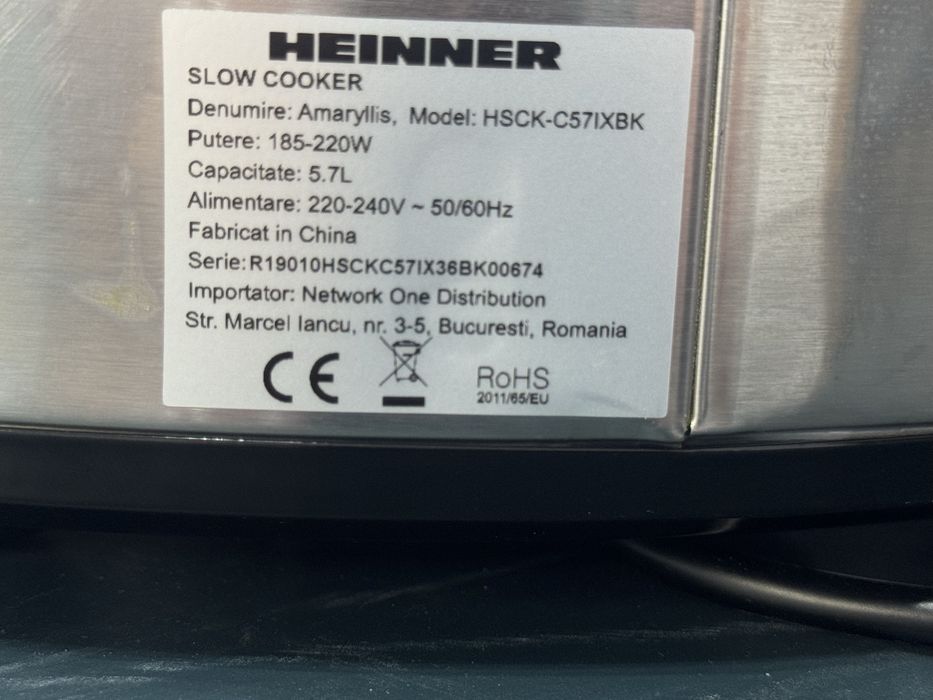 HEINNER
SLOW COOKER
Denumire: Amaryllis, Model: HSCK-C57IXBK
Putere: 185-220W
Capacitate: 5.7L
Alimentare: 220-240V ~ 50/60Hz
Fabricat in China
Serie: R19010HSCKC57IX36BK00674
Importator: Network One Distribution
Str. Marcel Iancu, nr. 3-5, Bucuresti, Romania
CE
RoHS
2011/65/EU